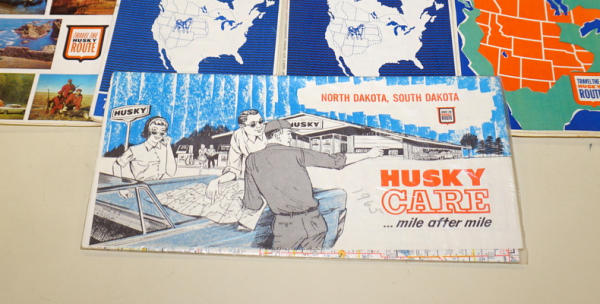 TRAVEL THE
HUSKY
ROUTE
TRAVEL THE
HUSKY
ROUTE
NORTH DAKOTA, SOUTH DAKOTA
HUSKY
HUSKY
HUSKY
CARE
... mile after mile
1965